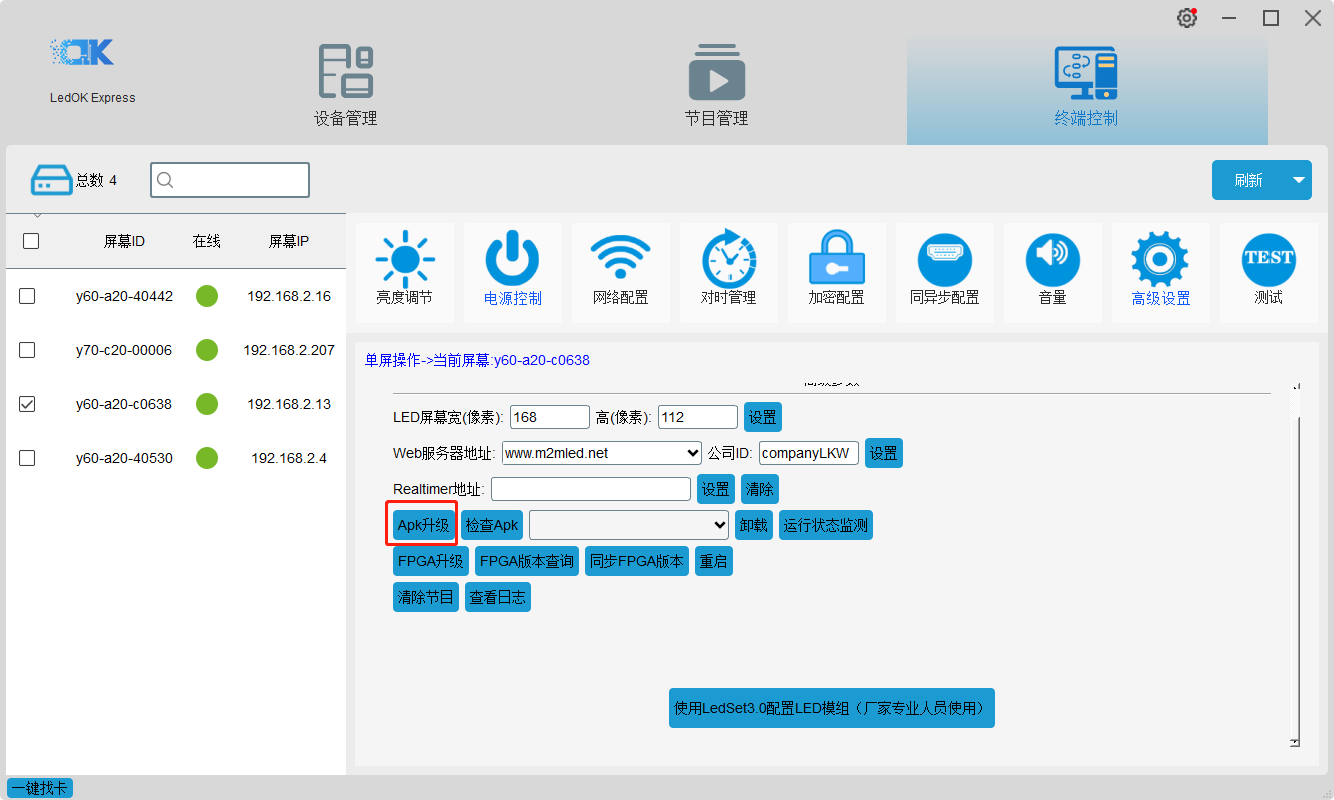 LedOK Express
设备管理
节目管理
终端控制
总数 4
刷新
屏幕ID 在线 屏幕IP
y60-a20-40442 192.168.2.16
y70-c20-00006 192.168.2.207
y60-a20-c0638 192.168.2.13
y60-a20-40530 192.168.2.4
亮度调节
电源控制
网络配置
对时管理
加密配置
同异步配置
音量
高级设置
TEST
测试
单屏操作->当前屏幕:y60-a20-c0638
LED屏幕宽(像素): 168 高(像素): 112 设置
Web服务器地址: www.m2mled.net 公司ID: companyLKW 设置
Realtimer地址: 设置 清除
Apk升级 检查Apk 卸载 运行状态监测
FPGA升级 FPGA版本查询 同步FPGA版本 重启
清除节目 查看日志
使用LedSet3.0配置LED模组（厂家专业人员使用）
一键找卡